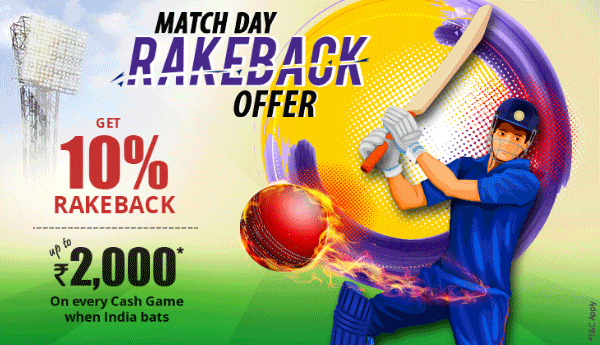 MATCH DAY
RAKEBACK
OFFER
GET
10%
RAKEBACK
up to
₹2,000*
On every Cash Game
when India bats
*T&C Apply